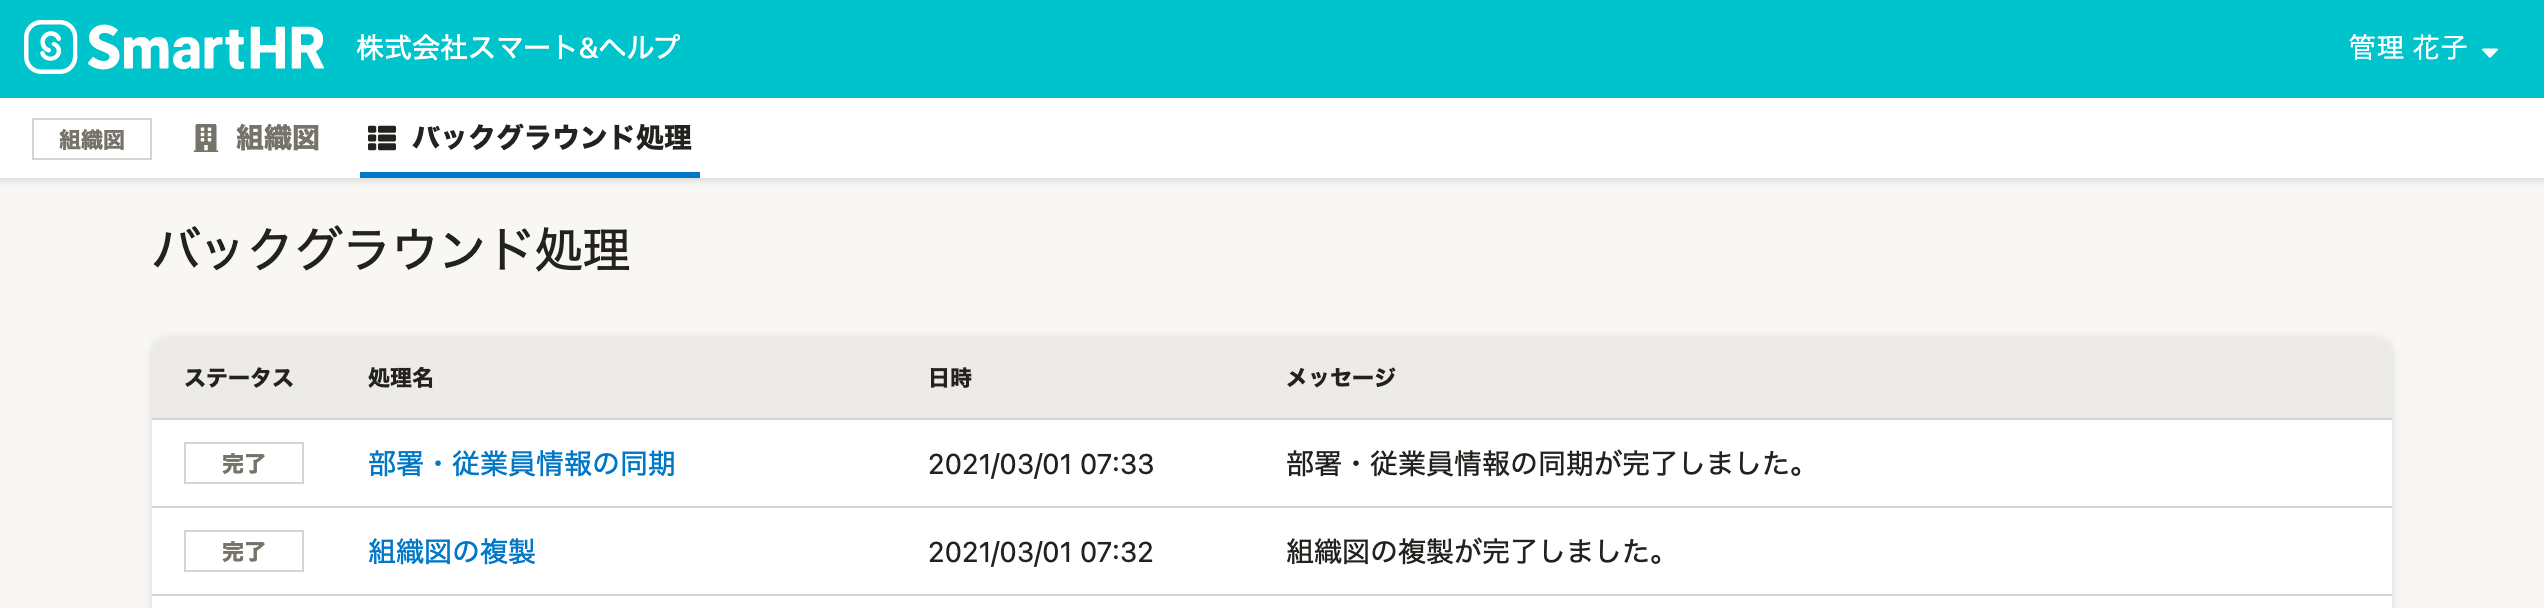 SmartHR 株式会社スマート&ヘルプ 管理 花子
組織図 組織図 バックグラウンド処理
バックグラウンド処理
ステータス 処理名 日時 メッセージ
完了 部署・従業員情報の同期 2021/03/01 07:33 部署・従業員情報の同期が完了しました。
完了 組織図の複製 2021/03/01 07:32 組織図の複製が完了しました。